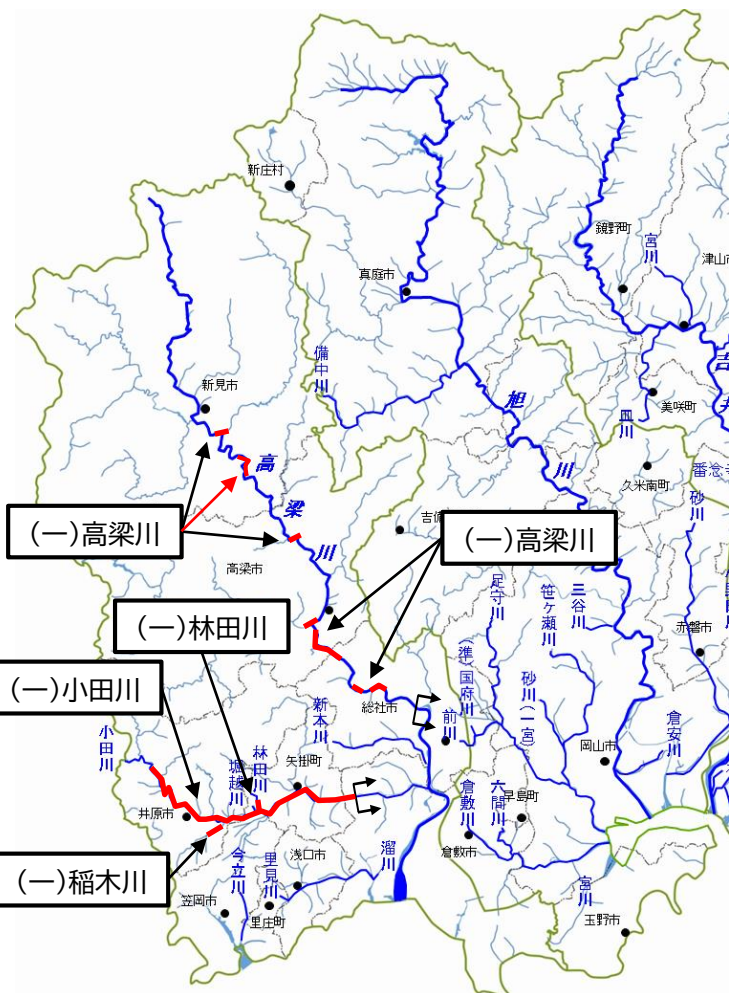 新庄村
鏡野町
宮川
津山市
真庭市
吉
井
備中川
新見市
美咲町
皿川
旭
川
久米南町
番念寺
砂川
高
梁
川
(一)高梁川
(一)高梁川
高梁市
足守川
笹ヶ瀬川
三谷川
赤磐市
(一)林田川
(一)小田川
(準)国府川
砂川(一宮)
総社市
新本川
前川
小田川
堀越川
林田川
矢掛町
岡山市
倉安川
井原市
倉敷川
六間川
早島町
倉敷市
(一)稲木川
今立川
里見川
浅口市
溜川
笠岡市
里庄町
宮川
玉野市